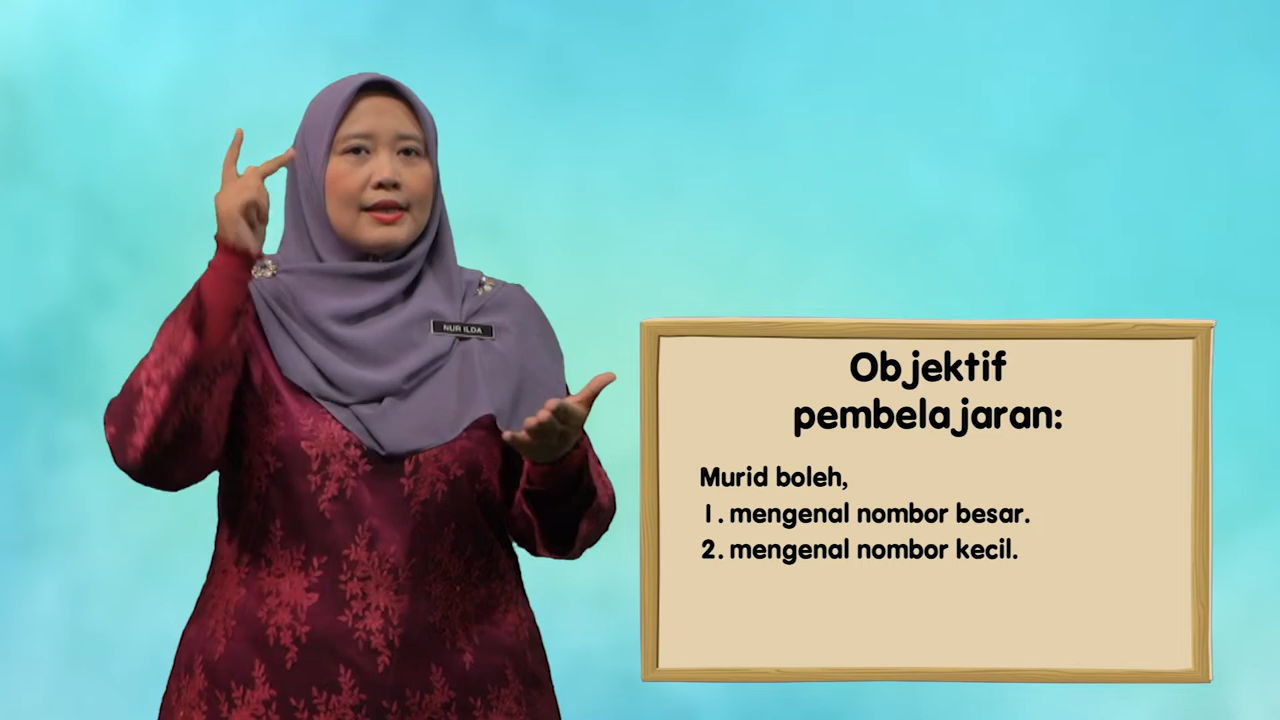 NUR ILDA
Objektif
pembelajaran:
Murid boleh,
1. mengenal nombor besar.
2. mengenal nombor kecil.